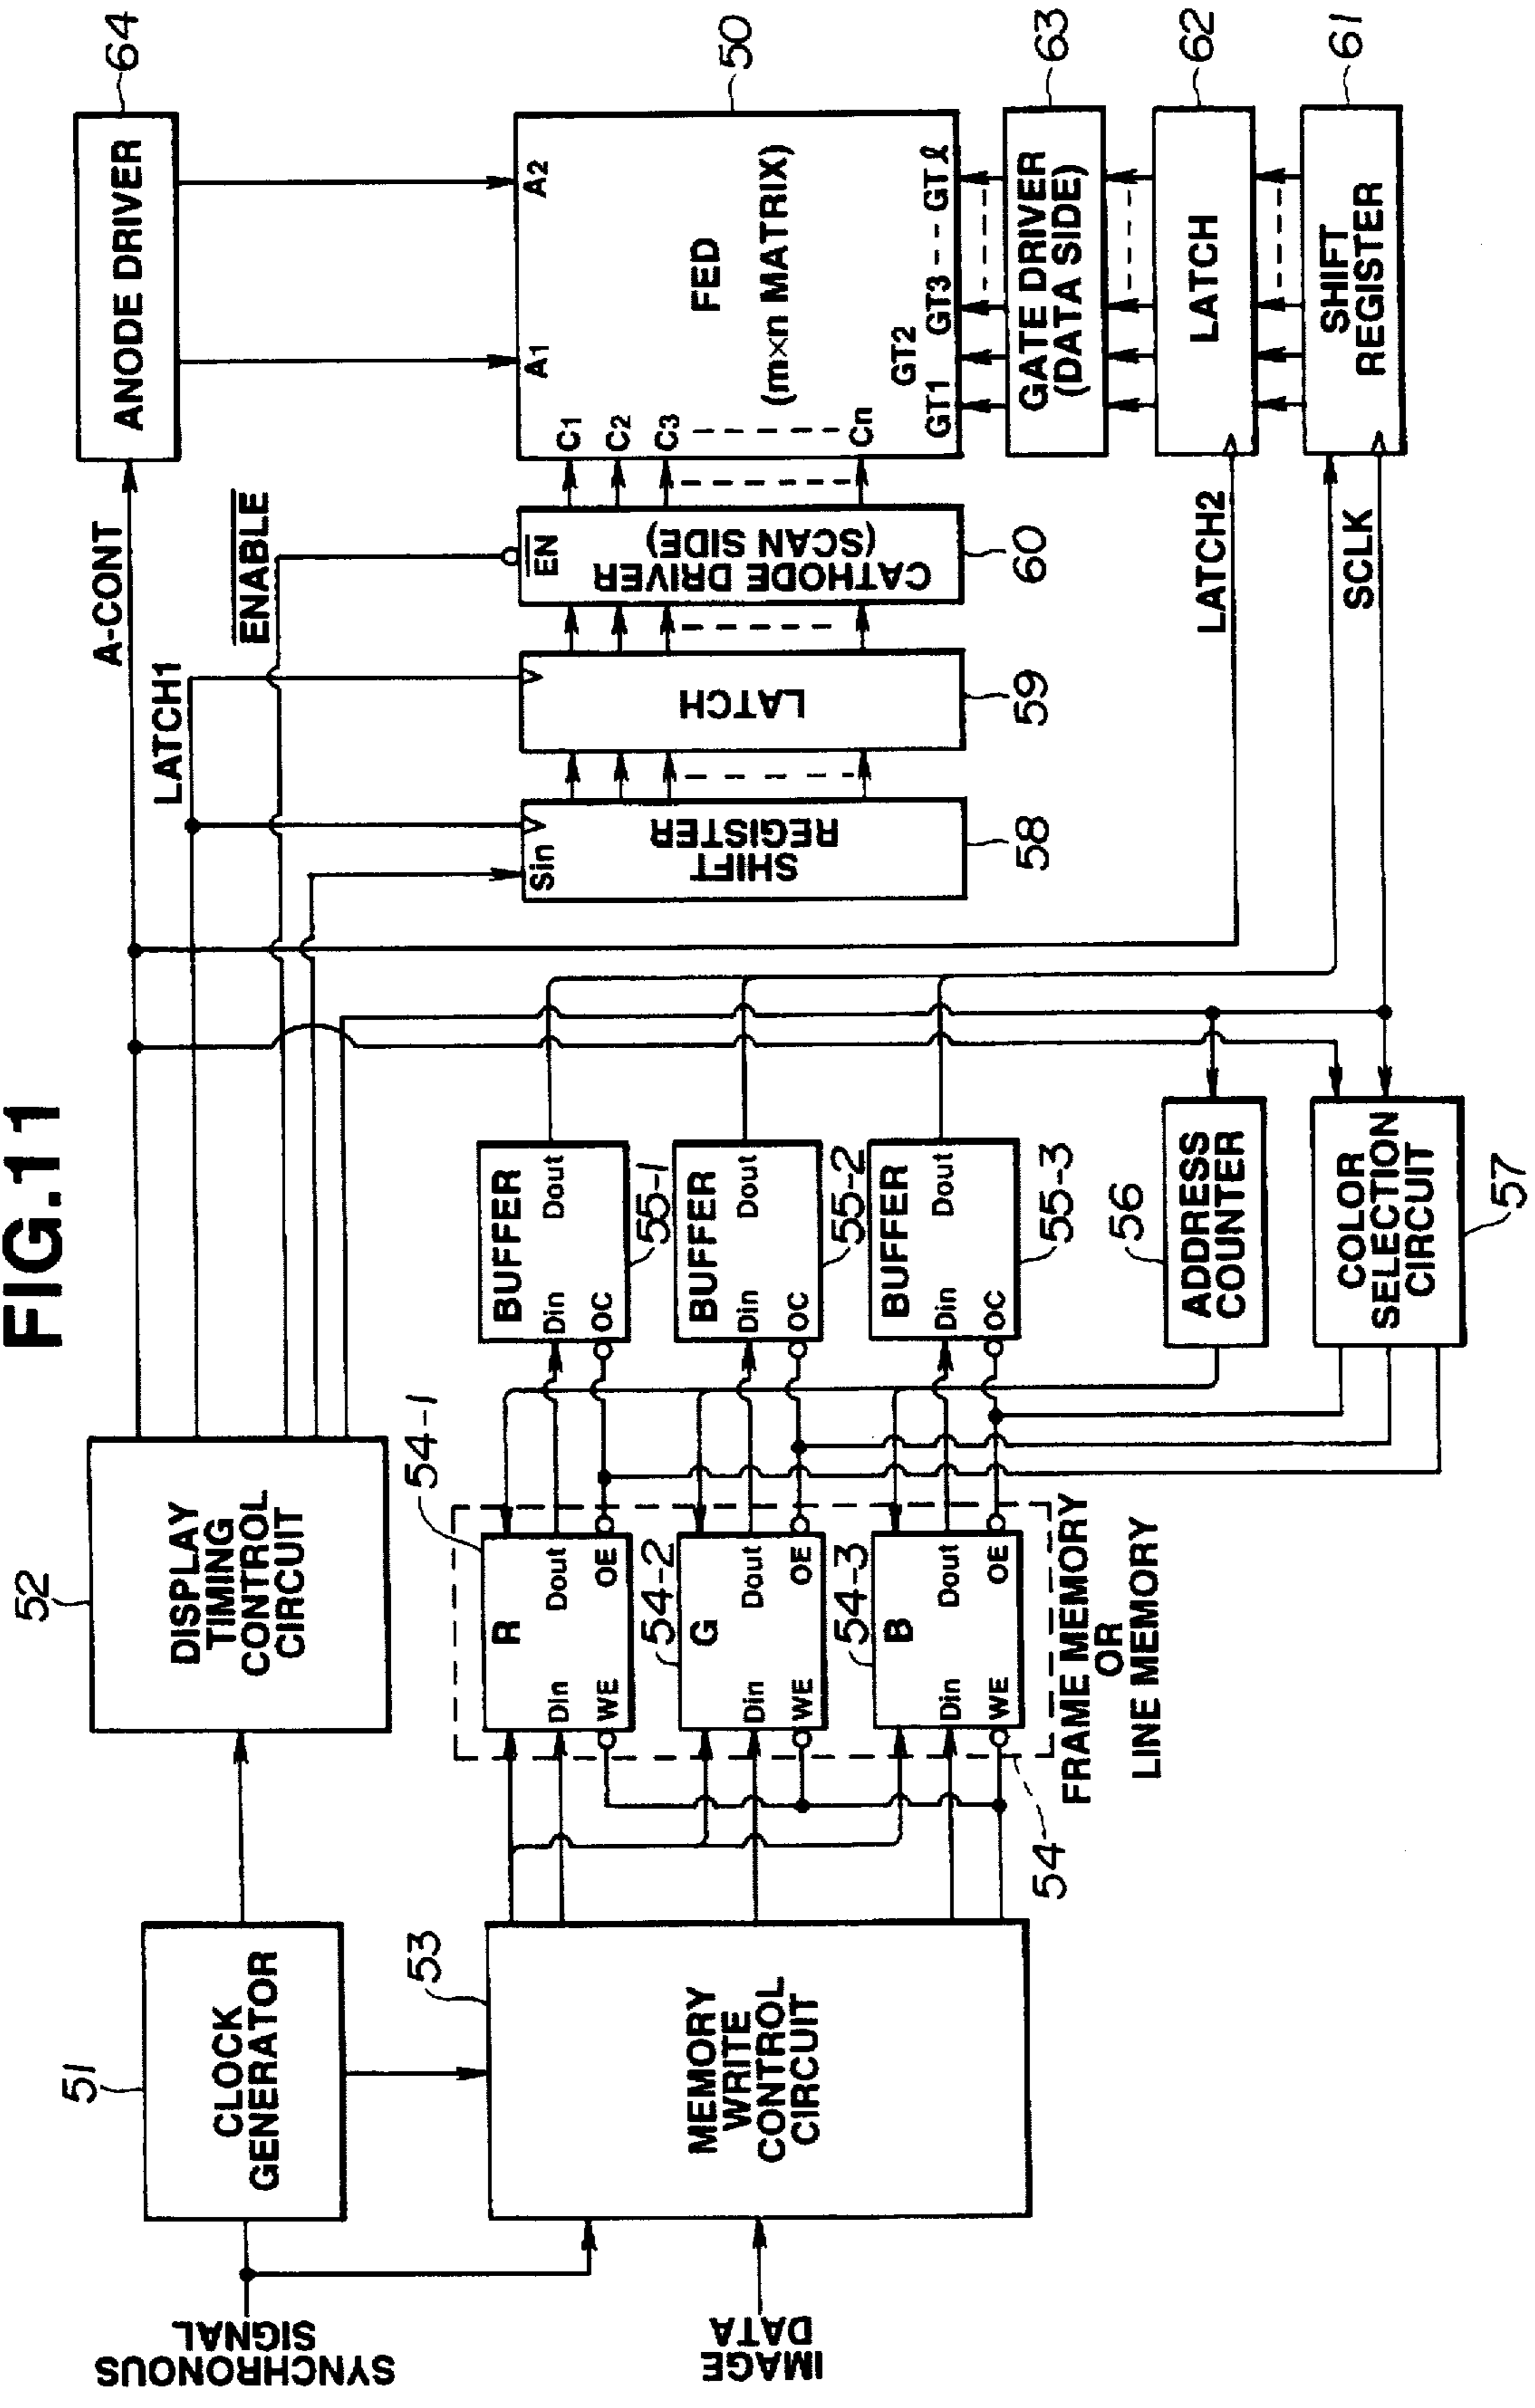 FIG.11
SYNCHRONOUS
SIGNAL
IMAGE
DATA
51
CLOCK
GENERATOR
52
DISPLAY
TIMING
CONTROL
CIRCUIT
53
MEMORY
WRITE
CONTROL
CIRCUIT
54-1
R
Din
Dout
WE
OE
54-2
G
Din
Dout
WE
OE
54-3
B
Din
Dout
WE
OE
54
FRAME MEMORY
OR
LINE MEMORY
BUFFER
Din
Dout
OC
55-1
BUFFER
Din
Dout
OC
55-2
BUFFER
Din
Dout
OC
55-3
56
ADDRESS
COUNTER
COLOR
SELECTION
CIRCUIT
57
A-CONT
LATCH1
ENABLE
Sin
SHIFT
REGISTER
58
LATCH
59
EN
CATHODE DRIVER
(SCAN SIDE)
60
LATCH2
SCLK
ANODE DRIVER
64
A1
A2
C1
C2
C3
Cn
FED
(m×n MATRIX)
GT2
GT1 GT3 --- GTℓ
50
GATE DRIVER
(DATA SIDE)
63
LATCH
62
SHIFT
REGISTER
61